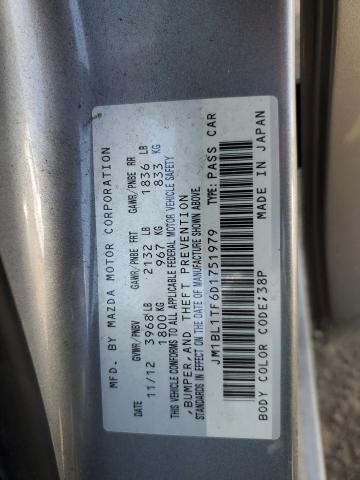 MFD. BY MAZDA MOTOR CORPORATION
DATE GVWR/PNBV GAWR/PNBE FRT GAWR/PNBE RR
11/12 3968 LB 2132 LB 1836 LB
1800 KG 967 KG 833 KG
THIS VEHICLE CONFORMS TO ALL APPLICABLE FEDERAL MOTOR VEHICLE SAFETY
,BUMPER,AND THEFT PREVENTION
STANDARDS IN EFFECT ON THE DATE OF MANUFACTURE SHOWN ABOVE.
JM1BL1TF6D1751979 TYPE: PASS CAR
BODY COLOR CODE;38P MADE IN JAPAN